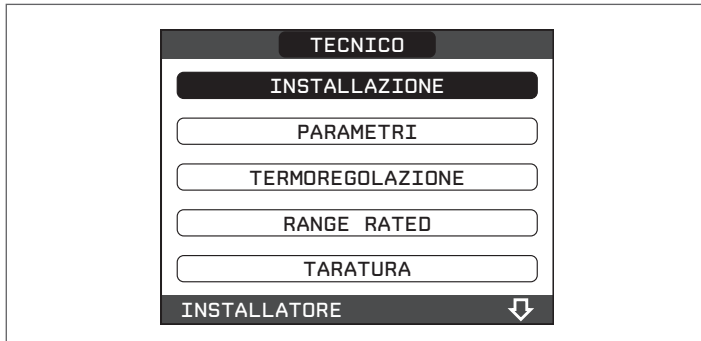 TECNICO
INSTALLAZIONE
PARAMETRI
TERMOREGOLAZIONE
RANGE RATED
TARATURA
INSTALLATORE